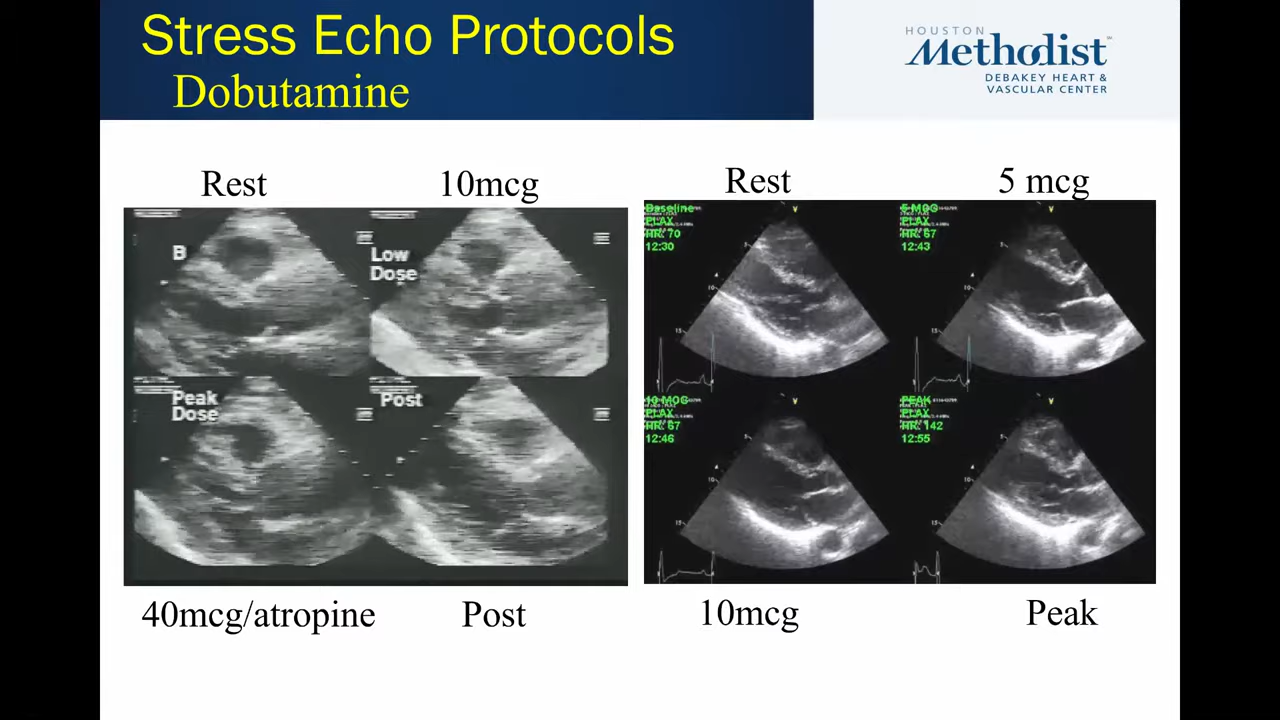 Stress Echo Protocols
Dobutamine
HOUSTON
Methodist
DEBAKEY HEART &
VASCULAR CENTER
Rest
10mcg
Rest
5 mcg
B
Low
Dose
Peak
Dose
Post
Baseline
PLAX
HR: 70
12:30
5 MCG
PLAX
HR: 67
12:43
10 MCG
PLAX
HR: 67
12:46
PEAK
PLAX
HR: 142
12:55
40mcg/atropine
Post
10mcg
Peak